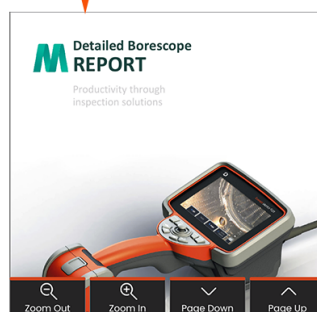 Detailed Borescope
REPORT
Productivity through
inspection solutions
Zoom Out
Zoom In
Page Down
Page Up